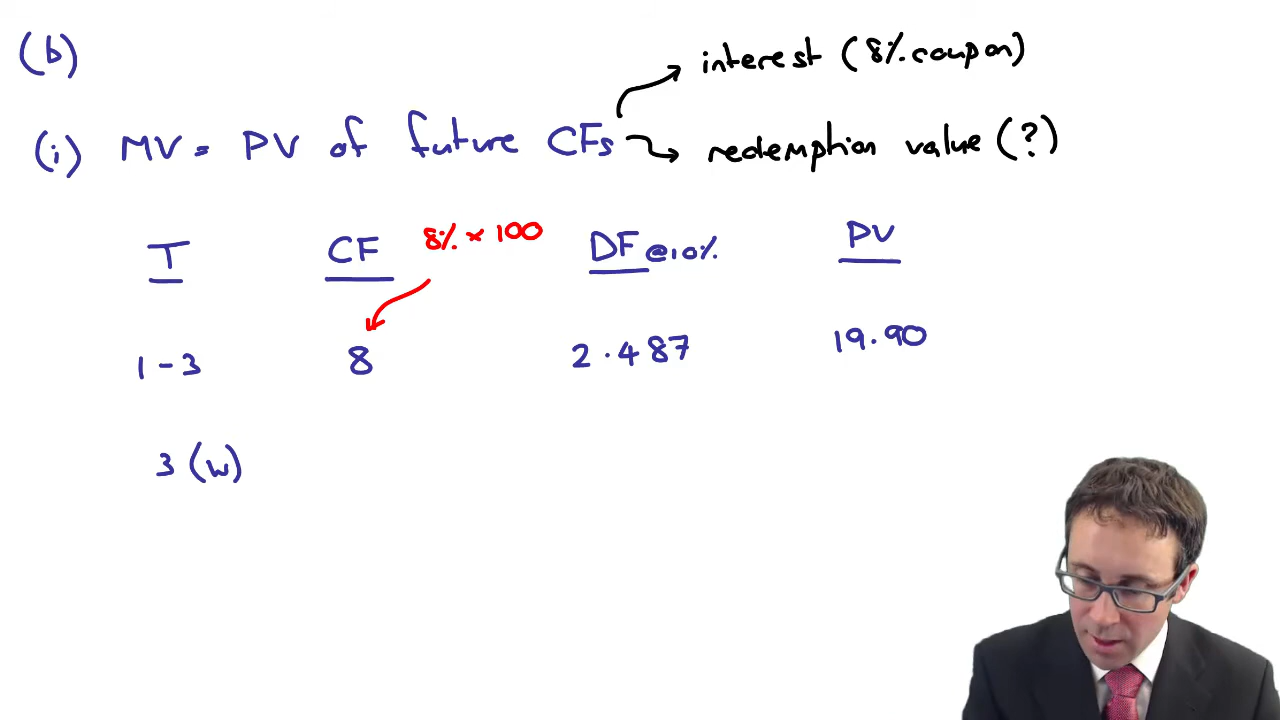 (b)
interest (8% coupon)
(i) MV = PV of future CFs
redemption value (?)
T CF 8% × 100 DF @10% PV
1-3 8 2.487 19.90
3 (W)